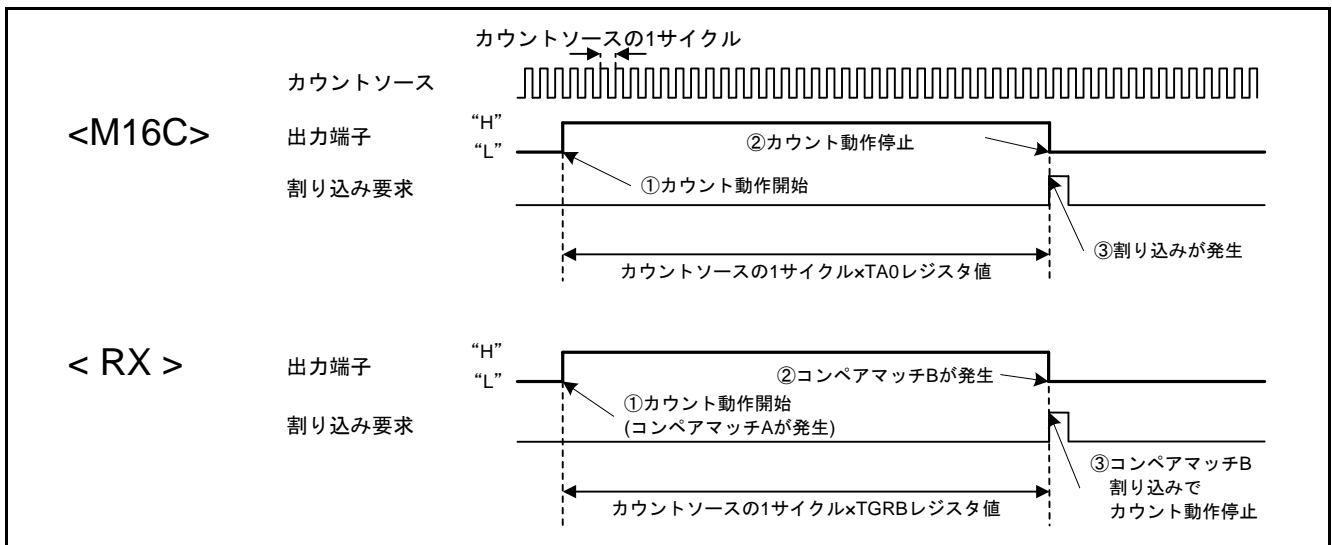 カウントソースの1サイクル
カウントソース
<M16C>
出力端子
“H”
“L”
②カウント動作停止
①カウント動作開始
割り込み要求
③割り込みが発生
カウントソースの1サイクル×TA0レジスタ値
< RX >
出力端子
“H”
“L”
②コンペアマッチBが発生
①カウント動作開始
(コンペアマッチAが発生)
割り込み要求
③コンペアマッチB
割り込みで
カウント動作停止
カウントソースの1サイクル×TGRBレジスタ値